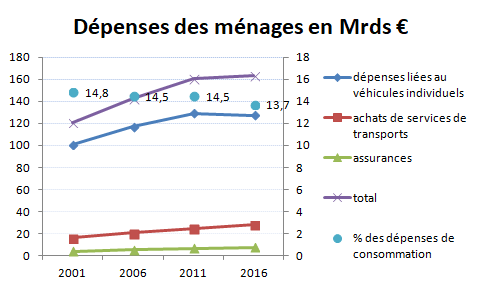 Dépenses des ménages en Mrds €
180
160
140
120
100
80
60
40
20
0
18
16
14
12
10
8
6
4
2
0
14,8
14,5
14,5
13,7
2001 2006 2011 2016
dépenses liées au
véhicules individuels
achats de services de
transports
assurances
total
% des dépenses de
consommation